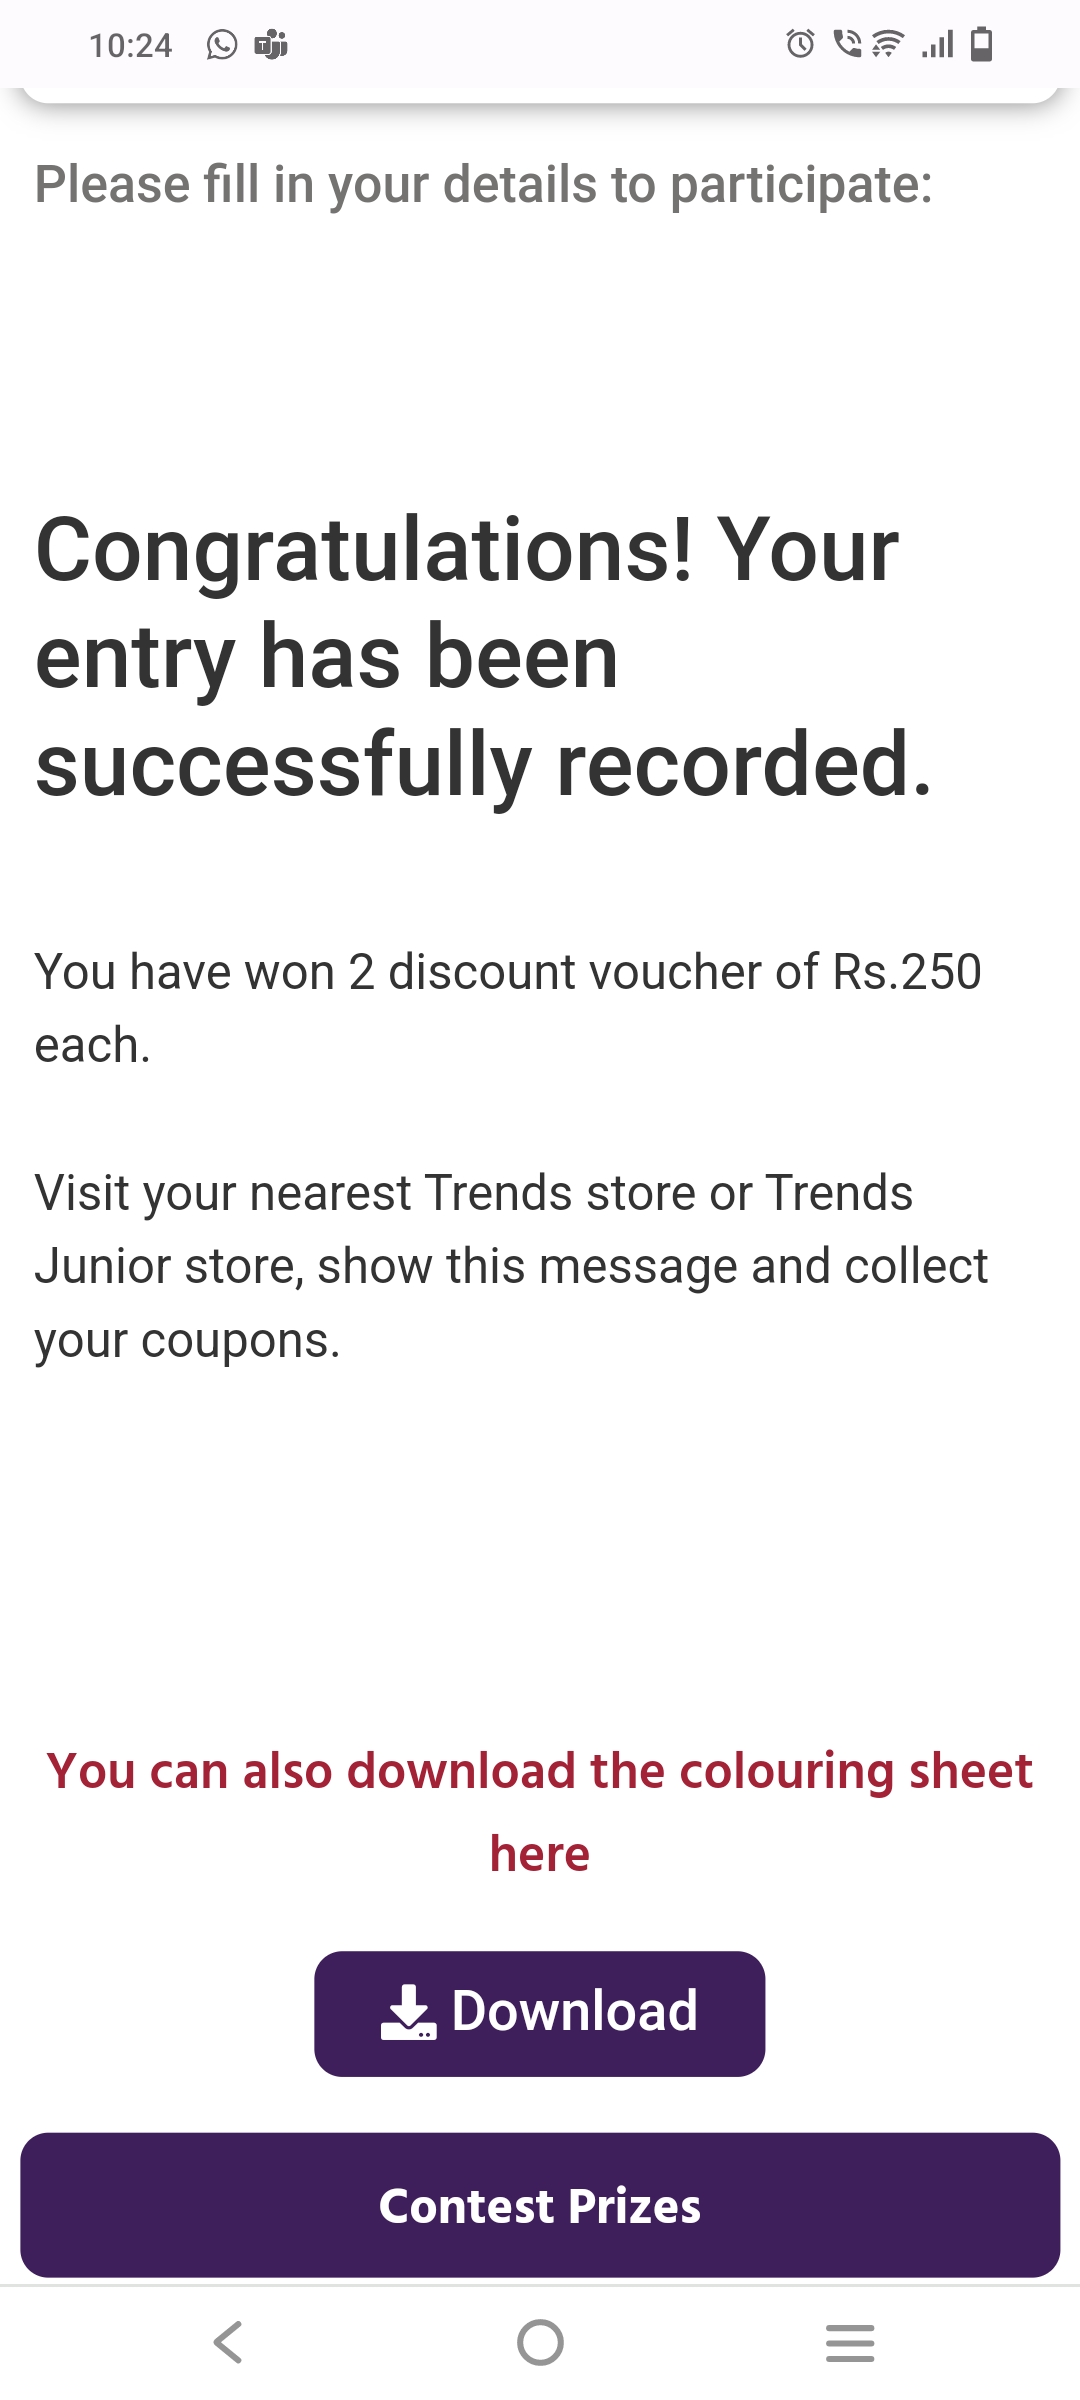 10:24
Please fill in your details to participate:
Congratulations! Your
entry has been
successfully recorded.
You have won 2 discount voucher of Rs.250
each.
Visit your nearest Trends store or Trends
Junior store, show this message and collect
your coupons.
You can also download the colouring sheet
here
Download
Contest Prizes